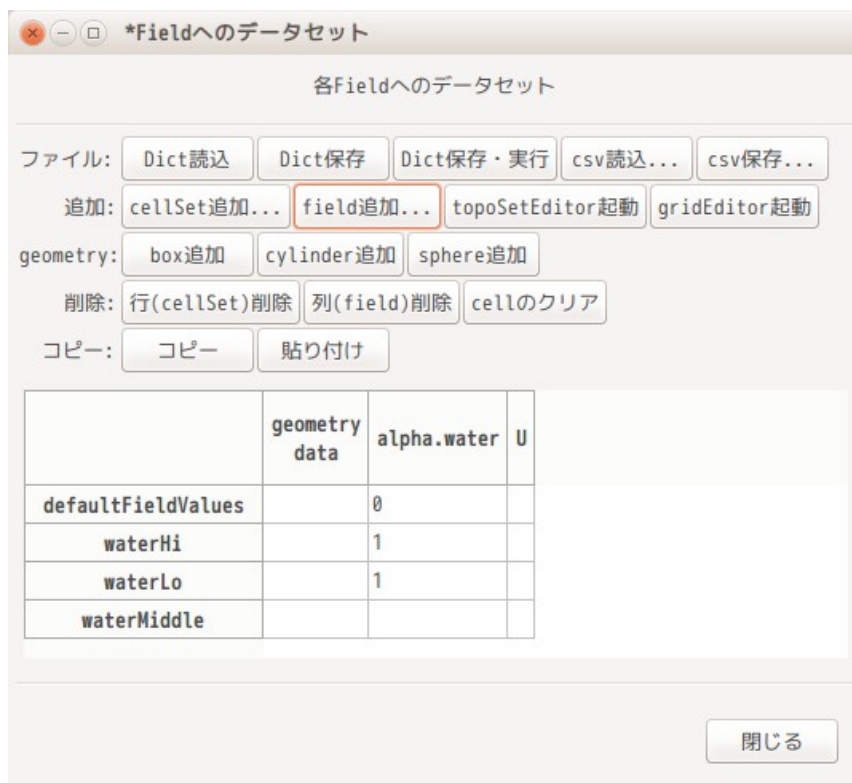 *Fieldへのデータセット
各Fieldへのデータセット
ファイル: Dict読込 Dict保存 Dict保存・実行 csv読込... csv保存...
追加: cellSet追加... field追加... topoSetEditor起動 gridEditor起動
geometry: box追加 cylinder追加 sphere追加
削除: 行(cellSet)削除 列(field)削除 cellのクリア
コピー: コピー 貼り付け
geometry data alpha.water U
defaultFieldValues 0
waterHi 1
waterLo 1
waterMiddle
閉じる